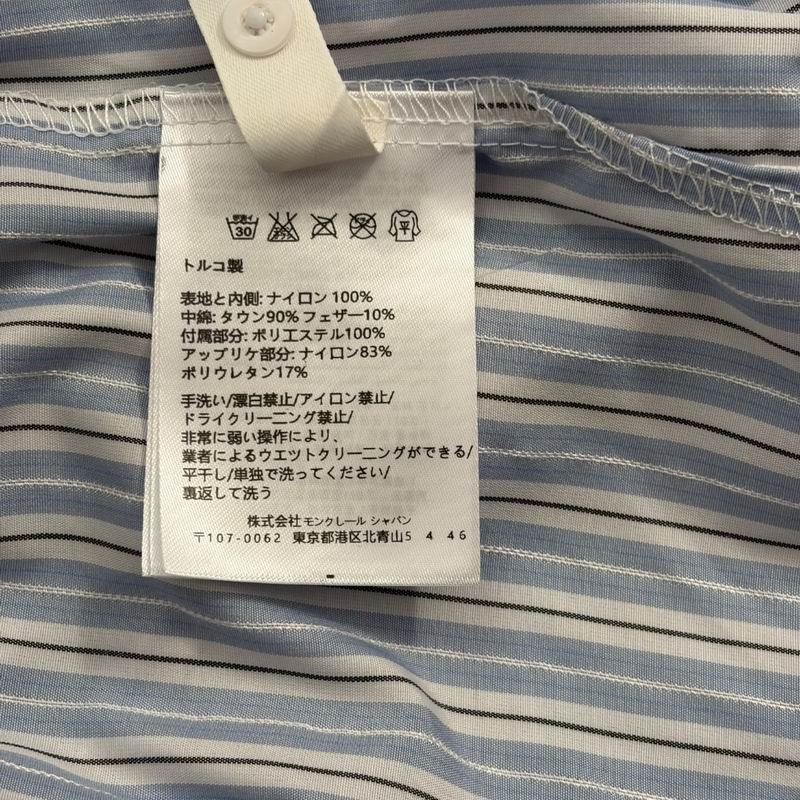 30
平
トルコ製
表地と内側: ナイロン 100%
中綿: タウン90% フェザー10%
付属部分: ポリエステル100%
アップリケ部分: ナイロン83%
ポリウレタン17%
手洗い/漂白禁止/アイロン禁止/
ドライクリーニング禁止/
非常に弱い操作により、
業者によるウエットクリーニングができる/
平干し/単独で洗ってください/
裏返して洗う
株式会社モンクレール ジャパン
〒107-0062 東京都港区北青山5 4 46